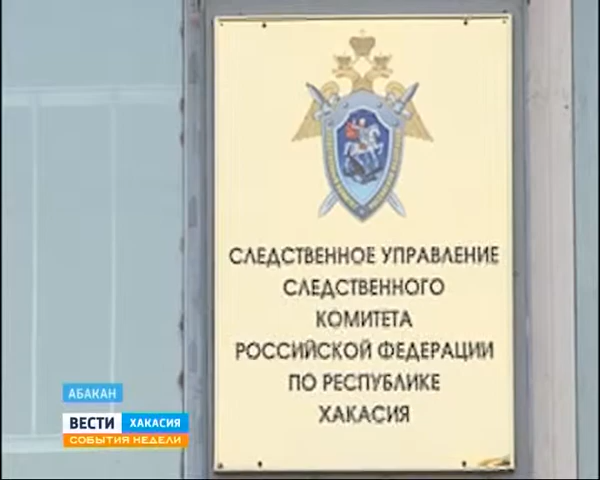 СЛЕДСТВЕННОЕ УПРАВЛЕНИЕ
СЛЕДСТВЕННОГО
КОМИТЕТА
РОССИЙСКОЙ ФЕДЕРАЦИИ
ПО РЕСПУБЛИКЕ
ХАКАСИЯ
АБАКАН
ВЕСТИ ХАКАСИЯ
СОБЫТИЯ НЕДЕЛИ